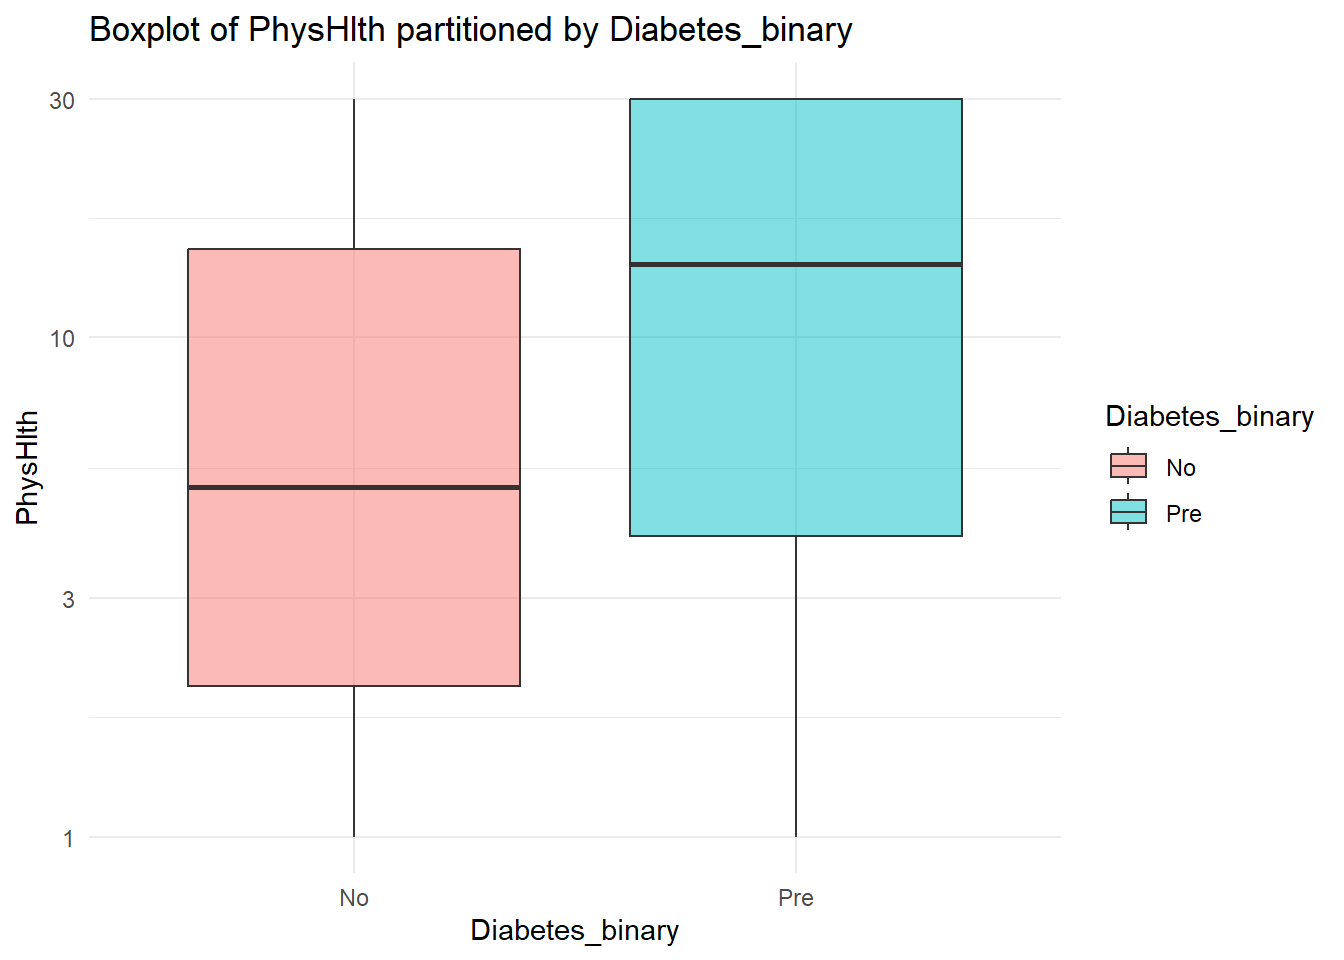 Boxplot of PhysHlth partitioned by Diabetes_binary
30
10
3
1
PhysHlth
No
Pre
Diabetes_binary
Diabetes_binary
No
Pre